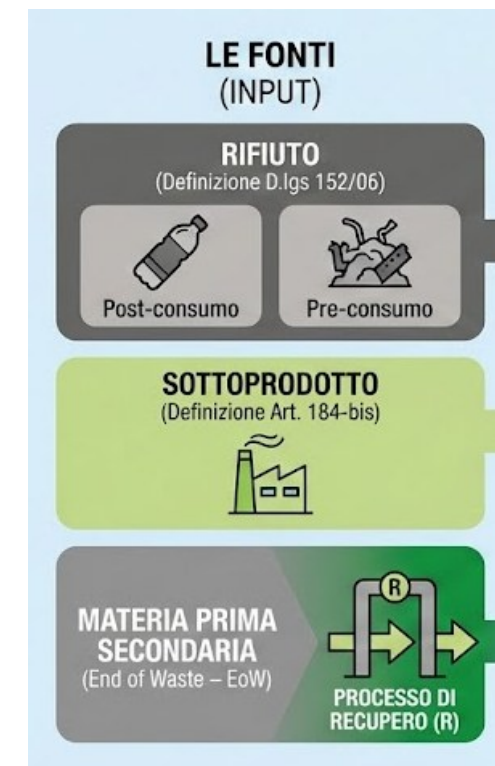 LE FONTI
(INPUT)
RIFIUTO
(Definizione D.lgs 152/06)
Post-consumo
Pre-consumo
SOTTOPRODOTTO
(Definizione Art. 184-bis)
MATERIA PRIMA
SECONDARIA
(End of Waste – EoW)
R
PROCESSO DI
RECUPERO (R)